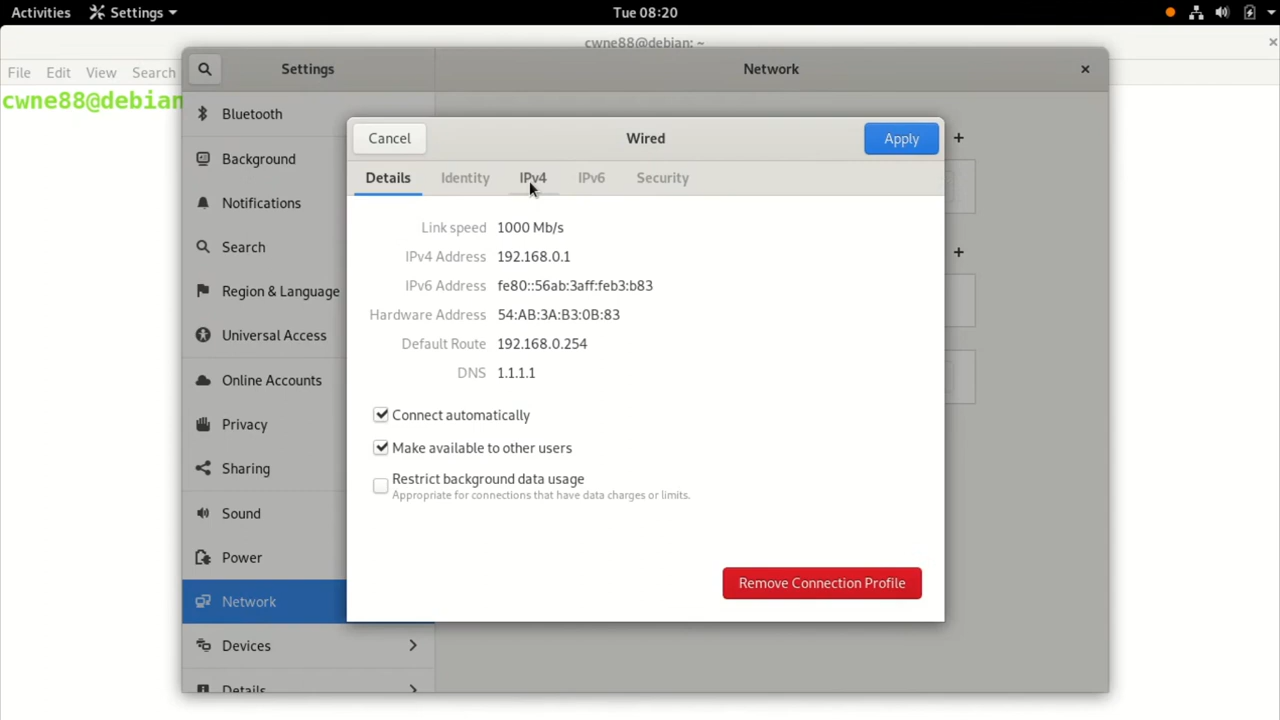 Activities Settings Tue 08:20
cwne88@debian: ~
File Edit View Search
cwne88@debian
Settings Network
Bluetooth
Background
Notifications
Search
Region & Language
Universal Access
Online Accounts
Privacy
Sharing
Sound
Power
Network
Devices
Details
Cancel Wired Apply
Details Identity IPv4 IPv6 Security
Link speed 1000 Mb/s
IPv4 Address 192.168.0.1
IPv6 Address fe80::56ab:3aff:feb3:b83
Hardware Address 54:AB:3A:B3:0B:83
Default Route 192.168.0.254
DNS 1.1.1.1
Connect automatically
Make available to other users
Restrict background data usage
Appropriate for connections that have data charges or limits.
Remove Connection Profile